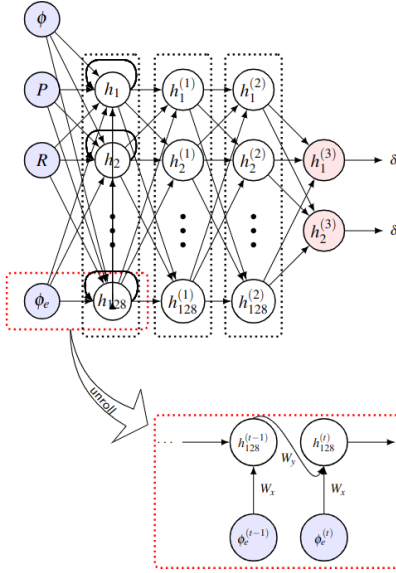 ϕ
P h₁ h₁⁽¹⁾ h₁⁽²⁾
R h₂ h₂⁽¹⁾ h₂⁽²⁾ h₁⁽³⁾ δ
h₂⁽³⁾ δ
ϕₑ h₁₂₈ h₁₂₈⁽¹⁾ h₁₂₈⁽²⁾
unroll
... h₁₂₈⁽ᵗ⁻¹⁾ h₁₂₈⁽ᵗ⁾
W_y
Wₓ Wₓ
ϕₑ⁽ᵗ⁻¹⁾ ϕₑ⁽ᵗ⁾